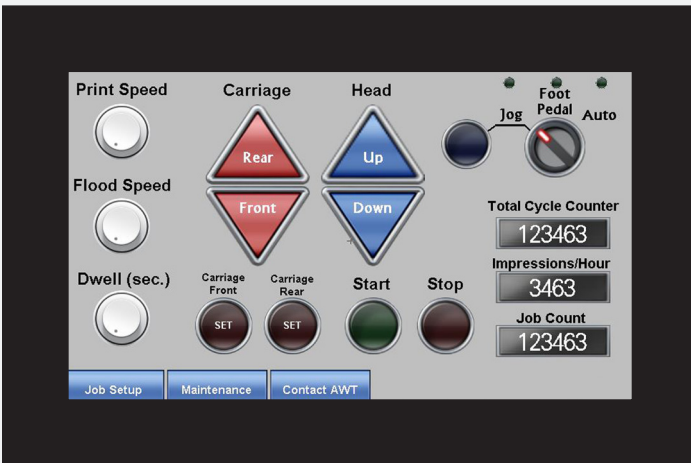 Print Speed
Carriage
Head
Foot
Pedal
Jog
Auto
Rear
Up
Flood Speed
Front
Down
Total Cycle Counter
123463
Impressions/Hour
3463
Dwell (sec.)
Carriage
Front
Carriage
Rear
Start
Stop
SET
SET
Job Count
123463
Job Setup
Maintenance
Contact AWT